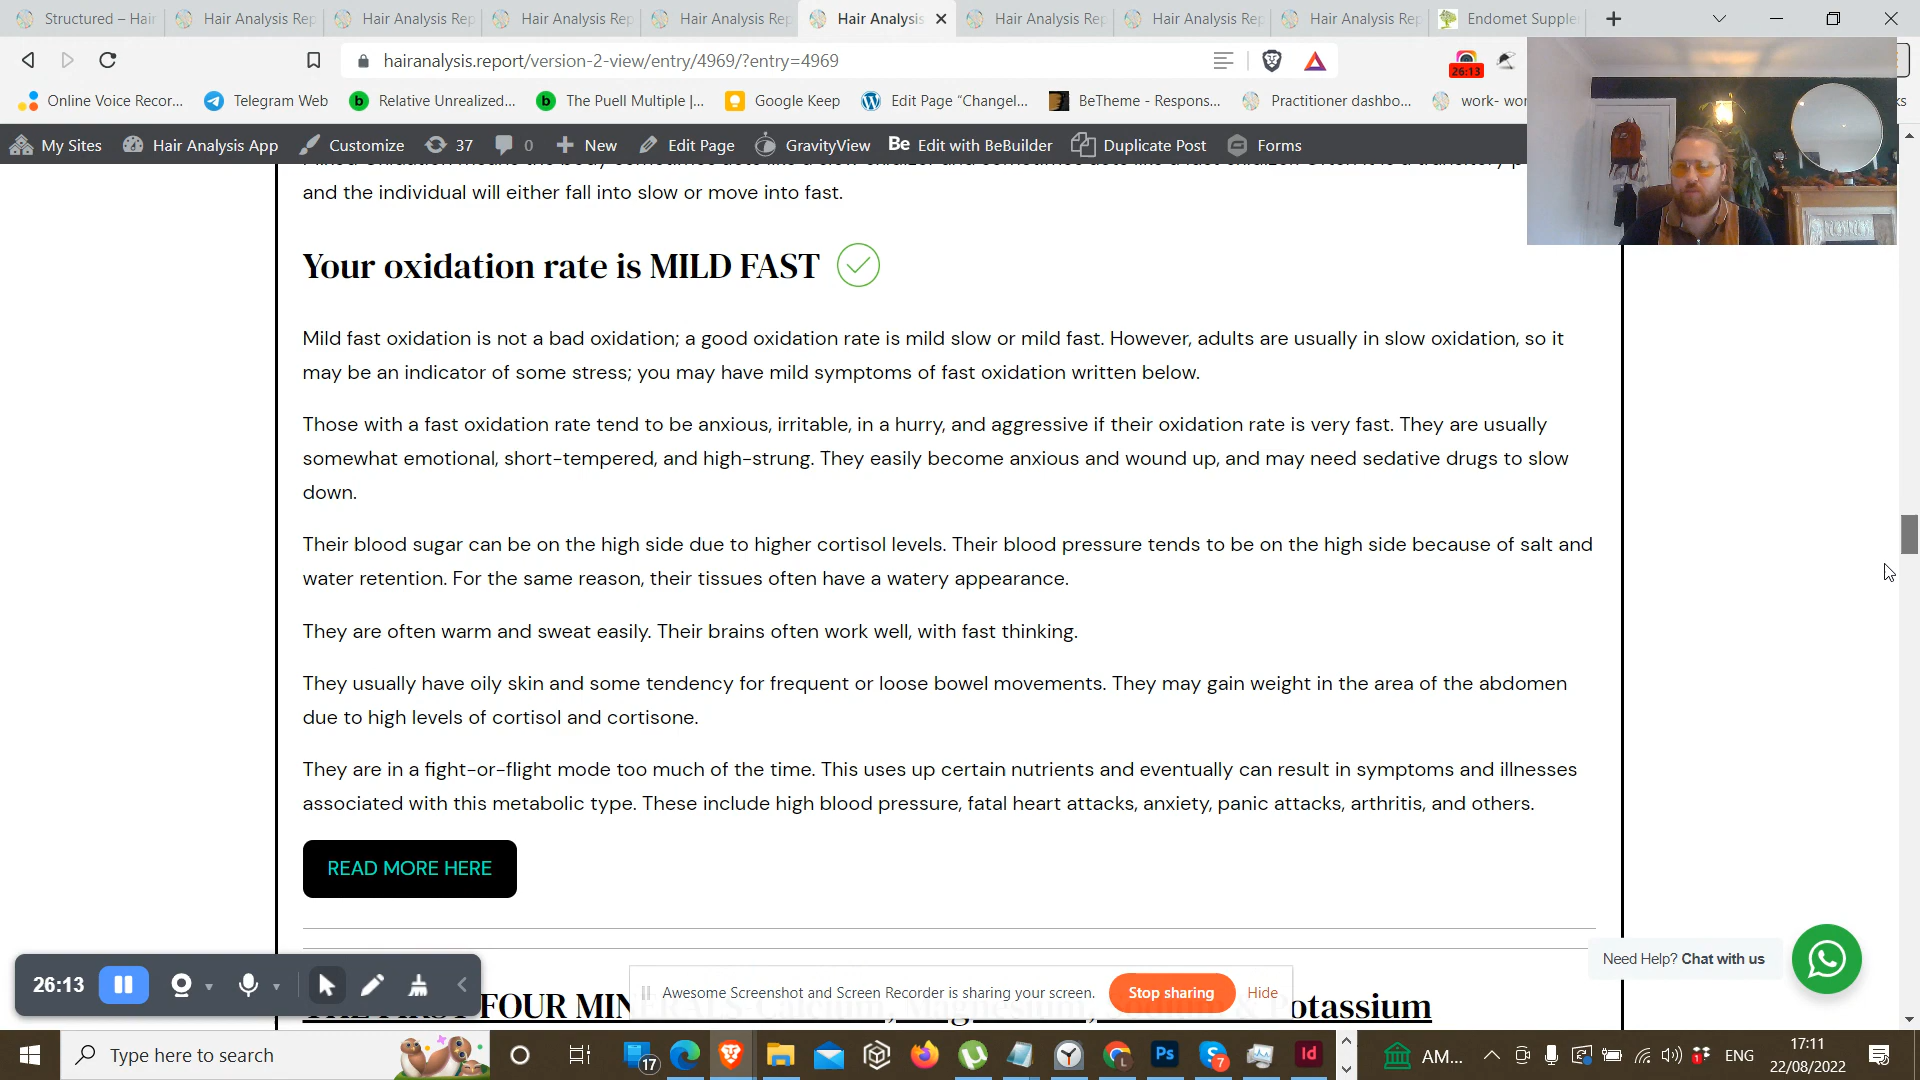 Structured – Hair
Hair Analysis Rep
Hair Analysis Rep
Hair Analysis Rep
Hair Analysis Rep
Hair Analysis
Hair Analysis Rep
Hair Analysis Rep
Hair Analysis Rep
Endomet Supple
hairanalysis.report/version-2-view/entry/4969/?entry=4969
26:13
Online Voice Recor...
Telegram Web
Relative Unrealized...
The Puell Multiple |...
Google Keep
Edit Page "Changel...
BeTheme - Respons...
Practitioner dashbo...
work- wor
My Sites
Hair Analysis App
Customize
37
0
New
Edit Page
GravityView
Be Edit with BeBuilder
Duplicate Post
Forms
and the individual will either fall into slow or move into fast.
Your oxidation rate is MILD FAST
Mild fast oxidation is not a bad oxidation; a good oxidation rate is mild slow or mild fast. However, adults are usually in slow oxidation, so it
may be an indicator of some stress; you may have mild symptoms of fast oxidation written below.
Those with a fast oxidation rate tend to be anxious, irritable, in a hurry, and aggressive if their oxidation rate is very fast. They are usually
somewhat emotional, short-tempered, and high-strung. They easily become anxious and wound up, and may need sedative drugs to slow
down.
Their blood sugar can be on the high side due to higher cortisol levels. Their blood pressure tends to be on the high side because of salt and
water retention. For the same reason, their tissues often have a watery appearance.
They are often warm and sweat easily. Their brains often work well, with fast thinking.
They usually have oily skin and some tendency for frequent or loose bowel movements. They may gain weight in the area of the abdomen
due to high levels of cortisol and cortisone.
They are in a fight-or-flight mode too much of the time. This uses up certain nutrients and eventually can result in symptoms and illnesses
associated with this metabolic type. These include high blood pressure, fatal heart attacks, anxiety, panic attacks, arthritis, and others.
READ MORE HERE
Need Help? Chat with us
26:13
Awesome Screenshot and Screen Recorder is sharing your screen.
Stop sharing
Hide
FOUR MIN
Type here to search
17
7
AM...
1
ENG
17:11
22/08/2022